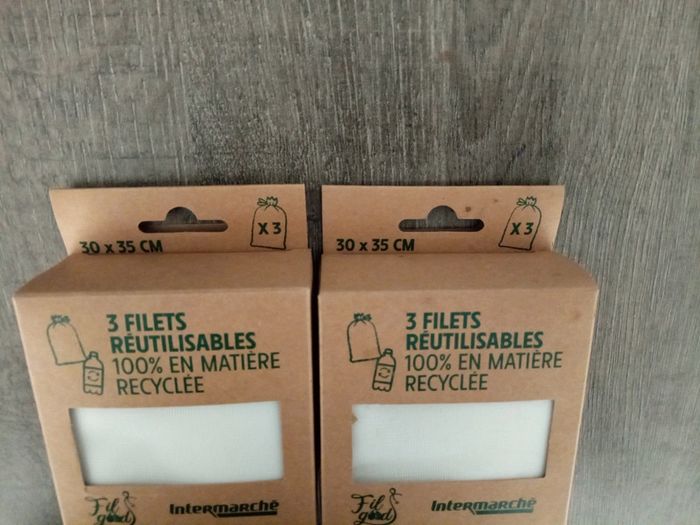 30 x 35 CM
X 3
3 FILETS
RÉUTILISABLES
100% EN MATIÈRE
RECYCLÉE
Fil
good
Intermarché
30 x 35 CM
X 3
3 FILETS
RÉUTILISABLES
100% EN MATIÈRE
RECYCLÉE
Fil
good
Intermarché